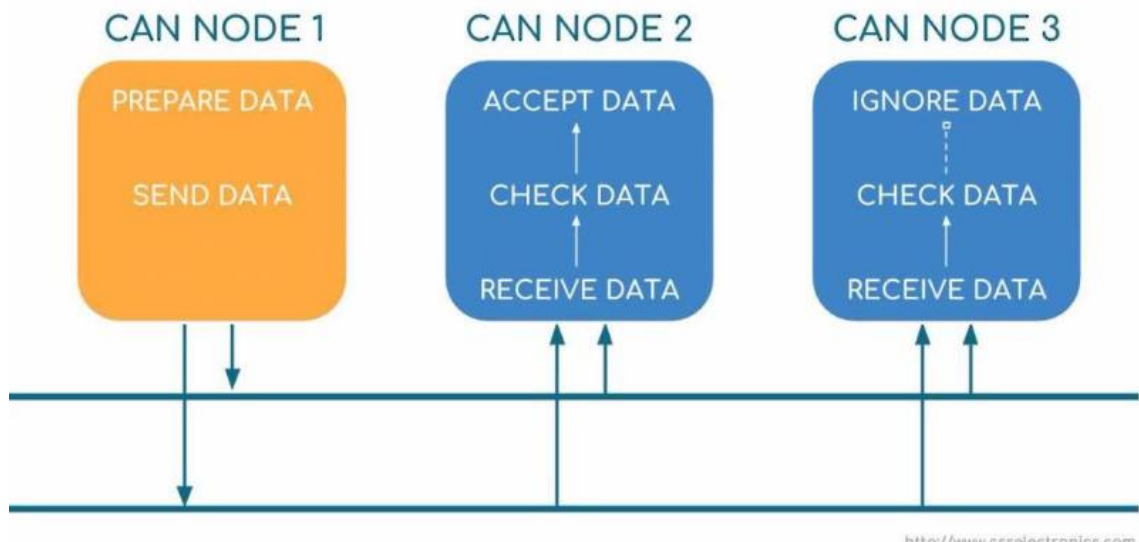 CAN NODE 1
CAN NODE 2
CAN NODE 3
PREPARE DATA
SEND DATA
ACCEPT DATA
CHECK DATA
RECEIVE DATA
IGNORE DATA
CHECK DATA
RECEIVE DATA